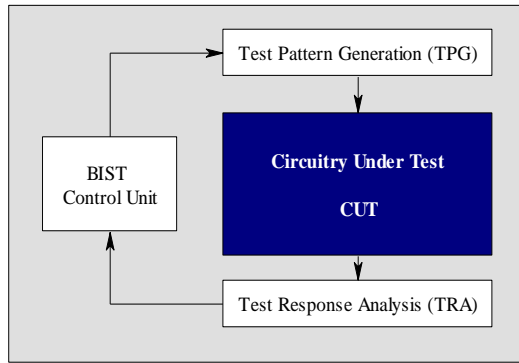 Test Pattern Generation (TPG)
Circuitry Under Test
CUT
BIST
Control Unit
Test Response Analysis (TRA)